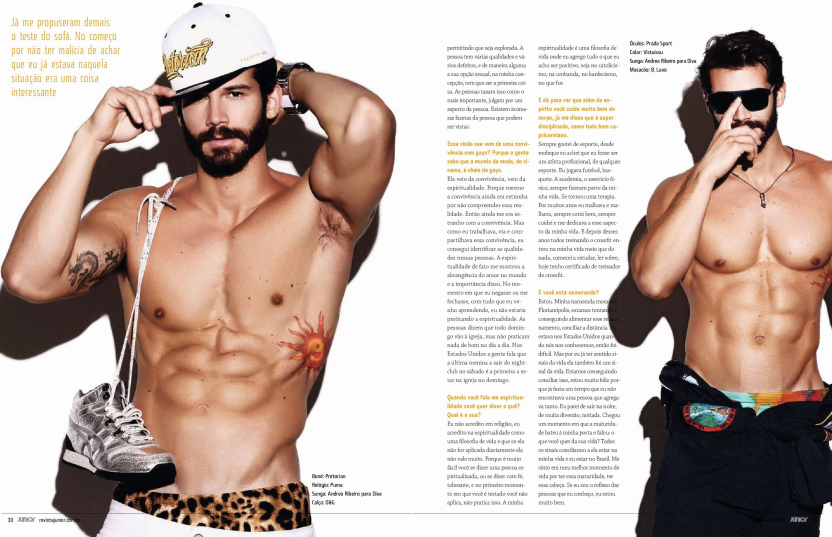 Já me propuseram demais
o teste do sofá. No começo
por não ter malícia de achar
que eu já estava naquela
situação era uma coisa
interessante
Boné: Pretorian
Relógio: Puma
Sunga: Andrea Ribeiro para Diva
Calça: D&G
30 JUNIOR revistajunior.com.br
permitindo que seja explorada. A
pessoa tem várias qualidades e vá-
rios defeitos, e de maneira alguma
a sua opção sexual, na minha con-
cepção, tem que ser a primeira coi-
sa. As pessoas taxam isso como o
mais importante, julgam por um
aspecto da pessoa. Existem inúme-
ras facetas da pessoa que podem
ser vistas.
Essa visão sua vem de uma convi-
vência com gays? Porque a gente
sabe que o mundo da moda, do ci-
nema, é cheio de gays.
Ela veio da convivência, veio da
espiritualidade. Porque mesmo
a convivência ainda era estranha
por não compreender essa rea-
lidade. Então ainda me era es-
tranho com a convivência. Mas
como eu trabalhava, via e com-
partilhava essa convivência, eu
consegui identificar as qualida-
des nessas pessoas. A espiri-
tualidade de fato me mostrou a
abrangência do amor no mundo
e a importância disso. No mo-
mento em que eu negasse ou me
fechasse, com tudo que eu ve-
nho aprendendo, eu não estaria
praticando a espiritualidade. As
pessoas dizem que todo domin-
go vão à igreja, mas não praticam
nada de bom no dia a dia. Nos
Estados Unidos a gente fala que
a última menina a sair do night-
club no sábado é a primeira a es-
tar na igreja no domingo.
Quando você fala em espiritua-
lidade você quer dizer o quê?
Qual é a sua?
Eu não acredito em religião, eu
acredito na espiritualidade como
uma filosofia de vida e que se ela
não for aplicada diariamente ela
não vale muito. Porque é muito
fácil você se dizer uma pessoa es-
piritualizada, ou se dizer com fé,
tolerante, e no primeiro momen-
to em que você é testado você não
aplica, não pratica isso. A minha
espiritualidade é uma filosofia de
vida onde eu agrego tudo o que eu
acho ser positivo, seja no catolicis-
mo, na umbanda, no kardecismo,
no que for.
E dá para ver que além do es-
pírito você cuida muito bem do
corpo, já me disse que é super
disciplinado, como todo bom ca-
pricorniano.
Sempre gostei de esporte, desde
moleque eu achei que eu fosse ser
um atleta profissional, de qualquer
esporte. Eu jogava futebol, bas-
quete. A academia, o exercício fí-
sico, sempre fizeram parte da mi-
nha vida. Se tornou uma terapia.
Por muitos anos eu malhava e ma-
lhava, sempre comi bem, sempre
cuidei e me dedicava a esse aspec-
to da minha vida. E depois desses
anos todos treinando o crossfit en-
trou na minha vida meio que do
nada, comecei a estudar, ler sobre,
hoje tenho certificado de treinador
de crossfit.
E você está namorando?
Estou. Minha namorada mora em
Florianópolis, estamos tentando e
conseguindo alimentar esse relacio-
namento, conciliar a distância. Eu
estava nos Estados Unidos quan-
do nós nos conhecemos, então foi
difícil. Mas por eu já ter sentido si-
nais da vida ela também foi um si-
nal da vida. Estamos conseguindo
conciliar isso, estou muito feliz por-
que já fazia um tempo que eu não
encontrava uma pessoa que agrega-
va tanto. Eu parei de sair na noite,
de muita diversão, noitada. Chegou
um momento em que a maturida-
de bateu à minha porta e falou: o
que você quer da sua vida? Todos
os sinais conciliaram a ela estar na
minha vida e eu estar no Brasil. Me
sinto em meu melhor momento de
vida por ter essa maturidade, ter
essa cabeça. Se eu sou o reflexo das
pessoas que eu conheço, eu estou
muito bem.
Óculos: Prada Sport
Colar: Vistuissu
Sunga: Andrea Ribeiro para Diva
Macacão: B. Luxo
JUNIOR